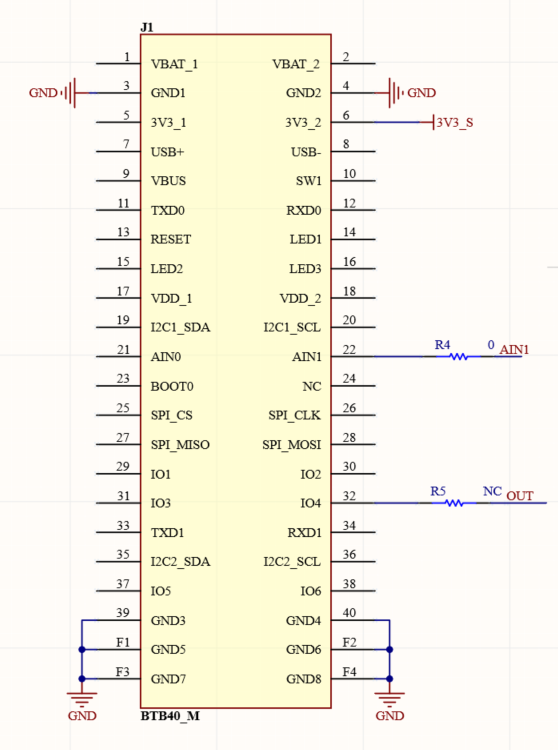 J1
1 VBAT_1 VBAT_2 2
GND 3 GND1 GND2 4 GND
5 3V3_1 3V3_2 6 3V3_S
7 USB+ USB- 8
9 VBUS SW1 10
11 TXD0 RXD0 12
13 RESET LED1 14
15 LED2 LED3 16
17 VDD_1 VDD_2 18
19 I2C1_SDA I2C1_SCL 20
21 AIN0 AIN1 22 R4 0 AIN1
23 BOOT0 NC 24
25 SPI_CS SPI_CLK 26
27 SPI_MISO SPI_MOSI 28
29 IO1 IO2 30
31 IO3 IO4 32 R5 NC OUT
33 TXD1 RXD1 34
35 I2C2_SDA I2C2_SCL 36
37 IO5 IO6 38
39 GND3 GND4 40
F1 GND5 GND6 F2
F3 GND7 GND8 F4
GND BTB40_M GND